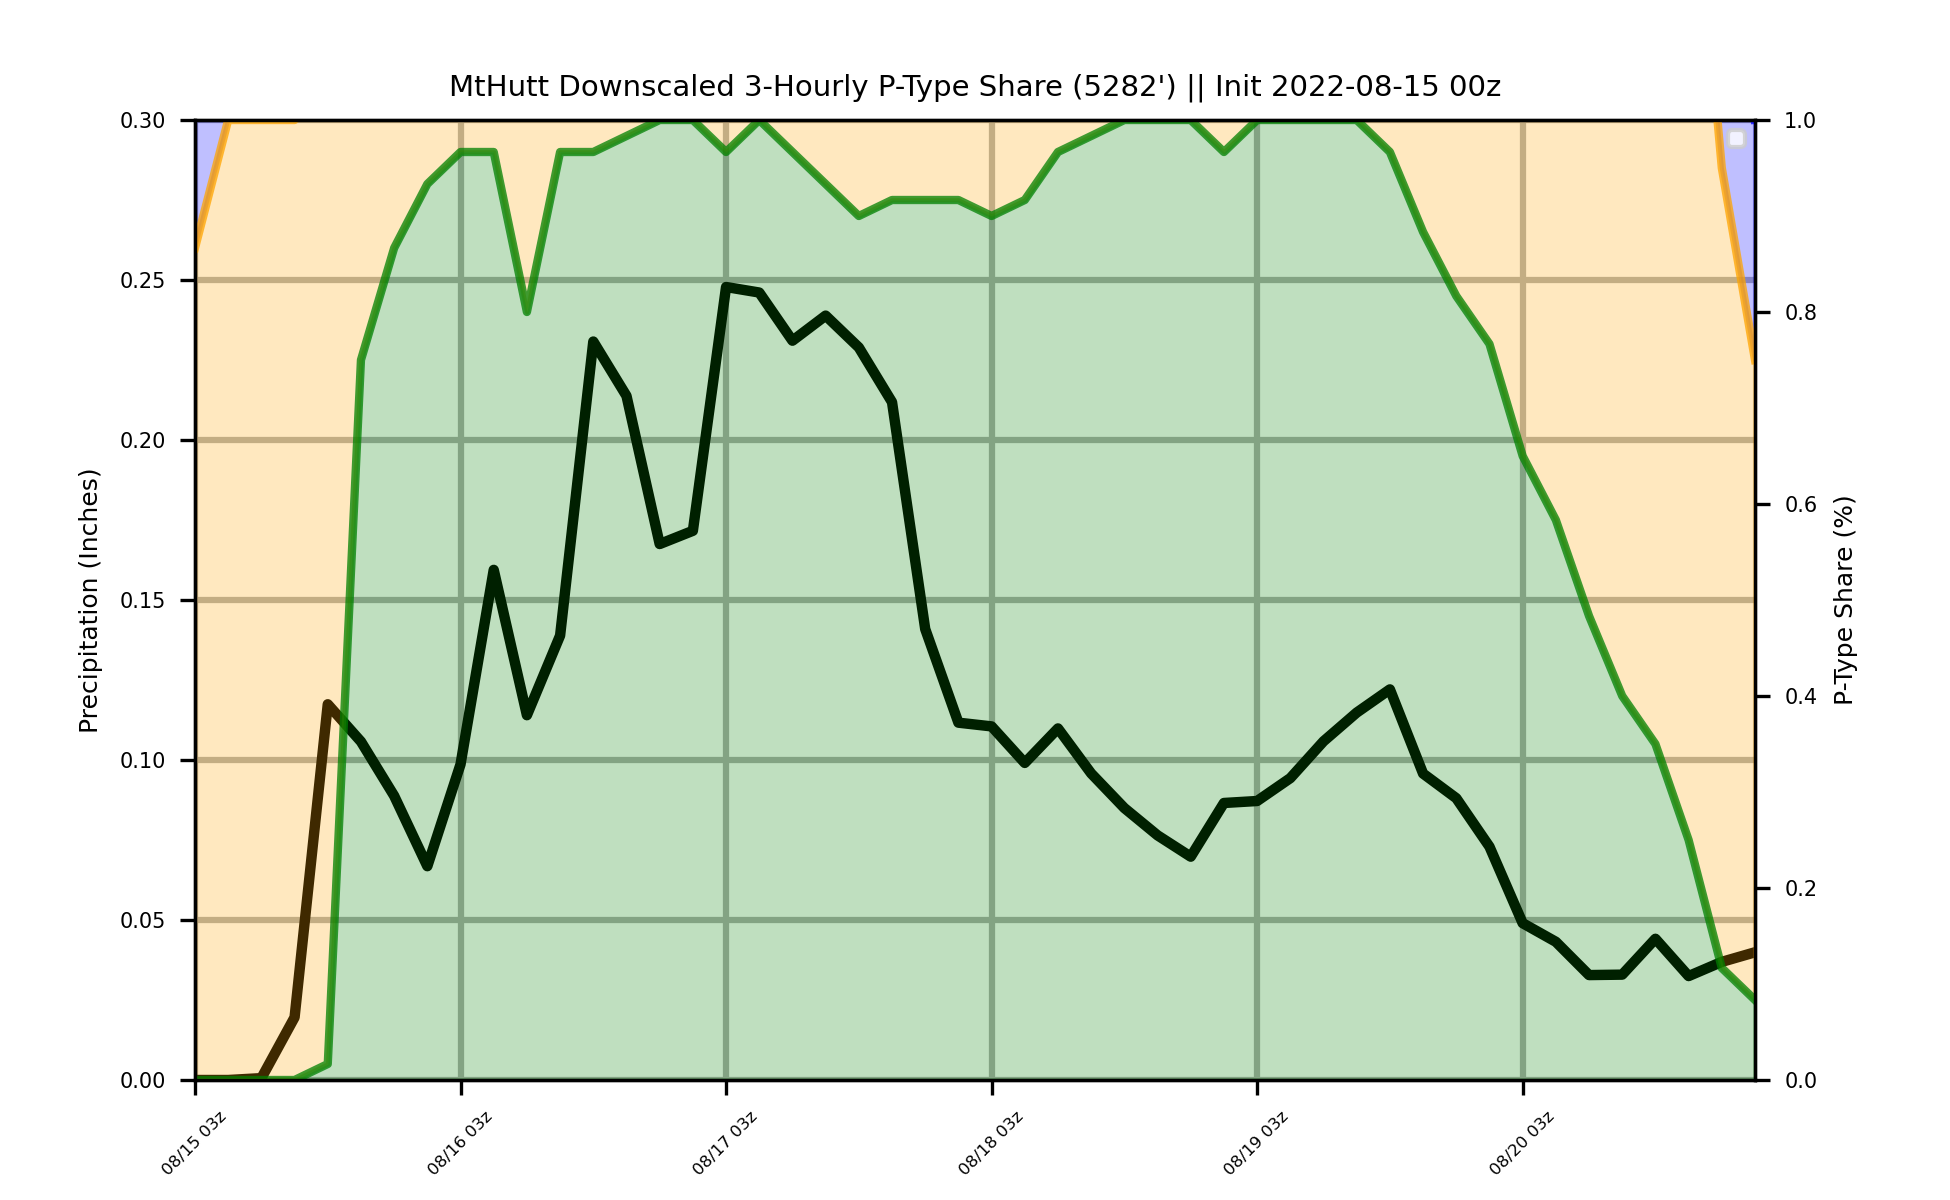 MtHutt Downscaled 3-Hourly P-Type Share (5282') || Init 2022-08-15 00z
0.30
0.25
0.20
0.15
0.10
0.05
0.00
Precipitation (Inches)
1.0
0.8
0.6
0.4
0.2
0.0
P-Type Share (%)
08/15 03z
08/16 03z
08/17 03z
08/18 03z
08/19 03z
08/20 03z